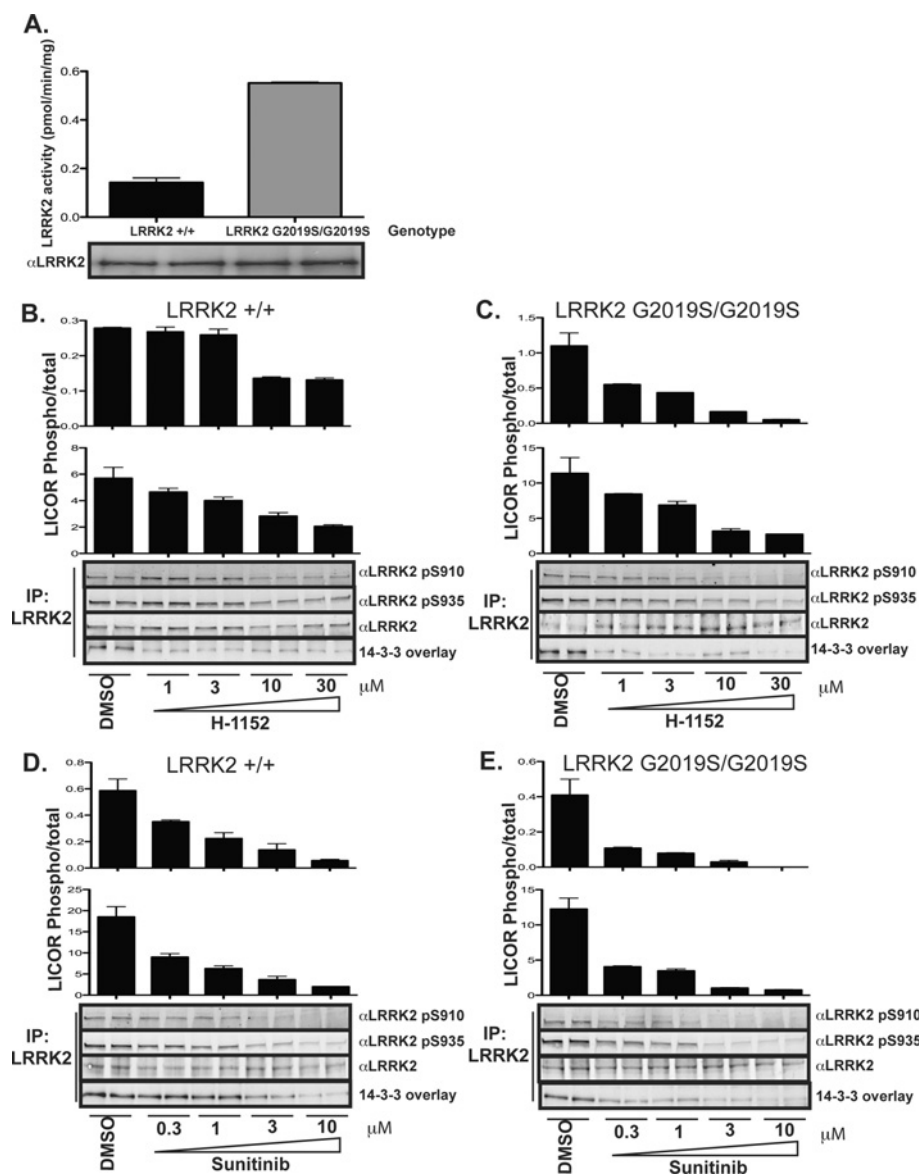 A.
LRRK2 activity (pmol/min/mg)
0.6
0.4
0.2
0.0
LRRK2 +/+
LRRK2 G2019S/G2019S
Genotype
αLRRK2
B.
LRRK2 +/+
LICOR Phospho/total
0.3
0.2
0.1
0.0
8
6
4
2
0
IP:
LRRK2
αLRRK2 pS910
αLRRK2 pS935
αLRRK2
14-3-3 overlay
DMSO
1 3 10 30 μM
H-1152
C.
LRRK2 G2019S/G2019S
LICOR Phospho/total
1.5
1.0
0.5
0.0
15
10
5
0
IP:
LRRK2
αLRRK2 pS910
αLRRK2 pS935
αLRRK2
14-3-3 overlay
DMSO
1 3 10 30 μM
H-1152
D.
LRRK2 +/+
LICOR Phospho/total
0.8
0.6
0.4
0.2
0.0
25
20
15
10
5
0
IP:
LRRK2
αLRRK2 pS910
αLRRK2 pS935
αLRRK2
14-3-3 overlay
DMSO
0.3 1 3 10 μM
Sunitinib
E.
LRRK2 G2019S/G2019S
LICOR Phospho/total
0.6
0.4
0.2
0.0
15
10
5
0
IP:
LRRK2
αLRRK2 pS910
αLRRK2 pS935
αLRRK2
14-3-3 overlay
DMSO
0.3 1 3 10 μM
Sunitinib